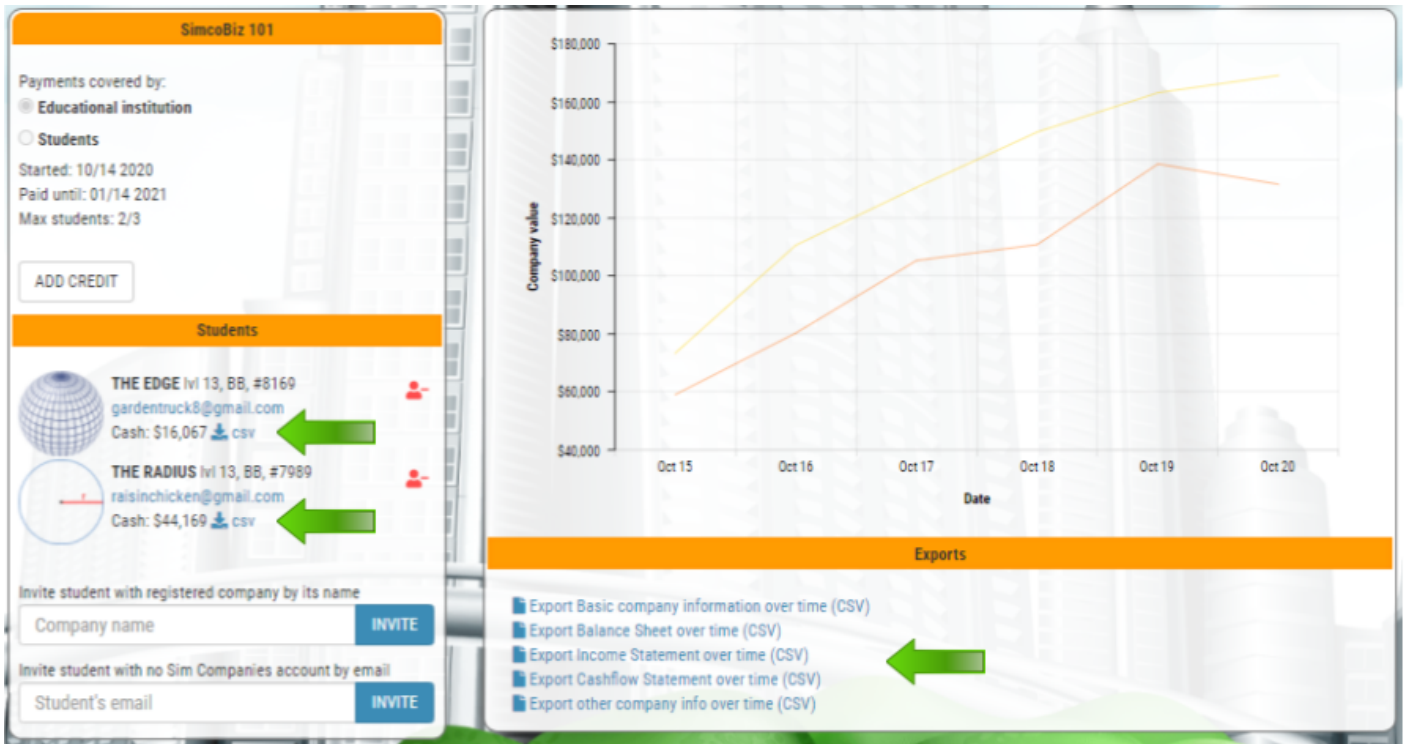 SimcoBiz 101
Payments covered by:
Educational institution
Students
Started: 10/14 2020
Paid until: 01/14 2021
Max students: 2/3
ADD CREDIT
Students
THE EDGE lvl 13, BB, #8169
gardentruck8@gmail.com
Cash: $16,067 csv
THE RADIUS lvl 13, BB, #7989
r
raisinchicken@gmail.com
Cash: $44,169 csv
Invite student with registered company by its name
Company name
INVITE
Invite student with no Sim Companies account by email
Student's email
INVITE
$180,000
$160,000
$140,000
$120,000
$100,000
$80,000
$60,000
$40,000
Company value
Oct 15 Oct 16 Oct 17 Oct 18 Oct 19 Oct 20
Date
Exports
Export Basic company information over time (CSV)
Export Balance Sheet over time (CSV)
Export Income Statement over time (CSV)
Export Cashflow Statement over time (CSV)
Export other company info over time (CSV)